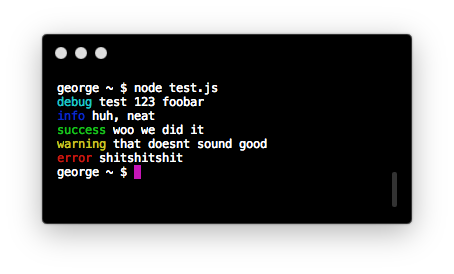 george ~ $ node test.js
debug test 123 foobar
info huh, neat
success woo we did it
warning that doesnt sound good
error shitshitshit
george ~ $